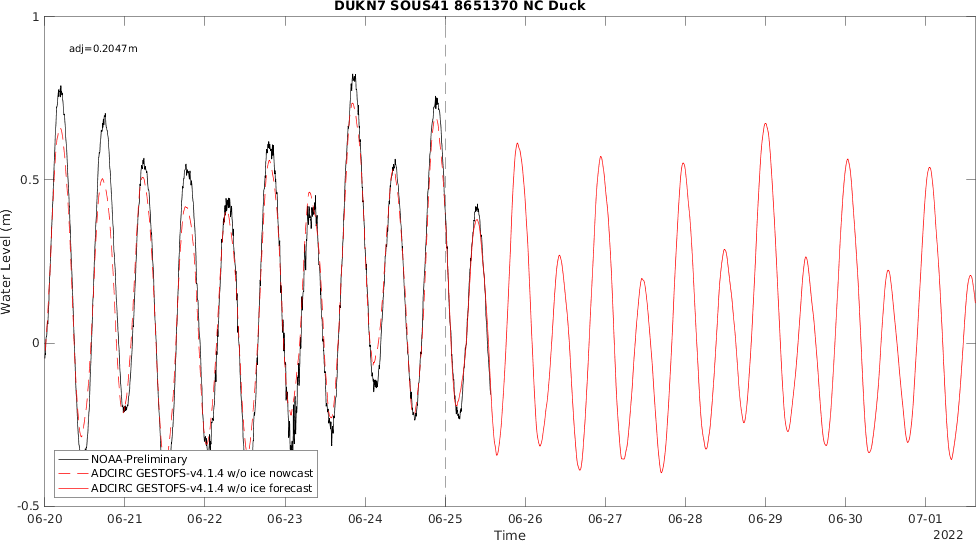 DUKN7 SOUS41 8651370 NC Duck
adj=0.2047m
1
0.5
0
-0.5
Water Level (m)
NOAA-Preliminary
ADCIRC GESTOFS-v4.1.4 w/o ice nowcast
ADCIRC GESTOFS-v4.1.4 w/o ice forecast
06-20 06-21 06-22 06-23 06-24 06-25 06-26 06-27 06-28 06-29 06-30 07-01
Time
2022